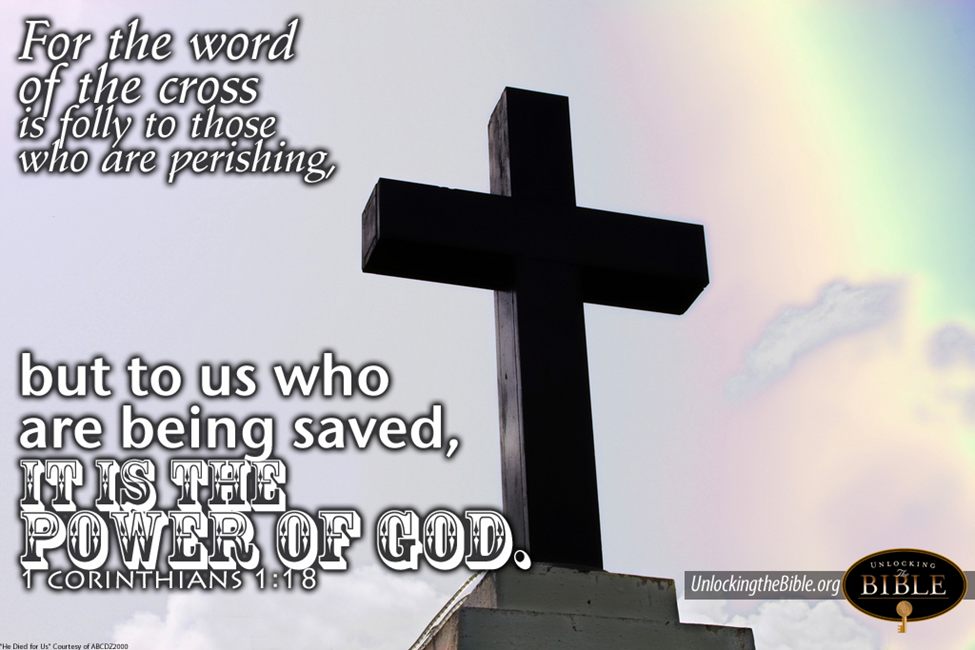 For the word
of the cross
is folly to those
who are perishing,
but to us who
are being saved,
IT IS THE
POWER OF GOD.
1 CORINTHIANS 1:18
UnlockingtheBible.org
UNLOCKING
The
BIBLE
"He Died for Us" Courtesy of ABCDZ2000